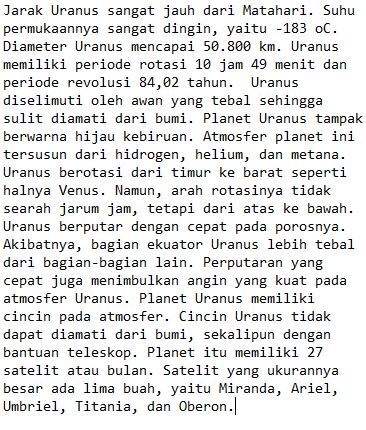 Jarak Uranus sangat jauh dari Matahari. Suhu
permukaannya sangat dingin, yaitu -183 oC.
Diameter Uranus mencapai 50.800 km. Uranus
memiliki periode rotasi 10 jam 49 menit dan
periode revolusi 84,02 tahun.  Uranus
diselimuti oleh awan yang tebal sehingga
sulit diamati dari bumi. Planet Uranus tampak
berwarna hijau kebiruan. Atmosfer planet ini
tersusun dari hidrogen, helium, dan metana.
Uranus berotasi dari timur ke barat seperti
halnya Venus. Namun, arah rotasinya tidak
searah jarum jam, tetapi dari atas ke bawah.
Uranus berputar dengan cepat pada porosnya.
Akibatnya, bagian ekuator Uranus lebih tebal
dari bagian-bagian lain. Perputaran yang
cepat juga menimbulkan angin yang kuat pada
atmosfer Uranus. Planet Uranus memiliki
cincin pada atmosfer. Cincin Uranus tidak
dapat diamati dari bumi, sekalipun dengan
bantuan teleskop. Planet itu memiliki 27
satelit atau bulan. Satelit yang ukurannya
besar ada lima buah, yaitu Miranda, Ariel,
Umbriel, Titania, dan Oberon.